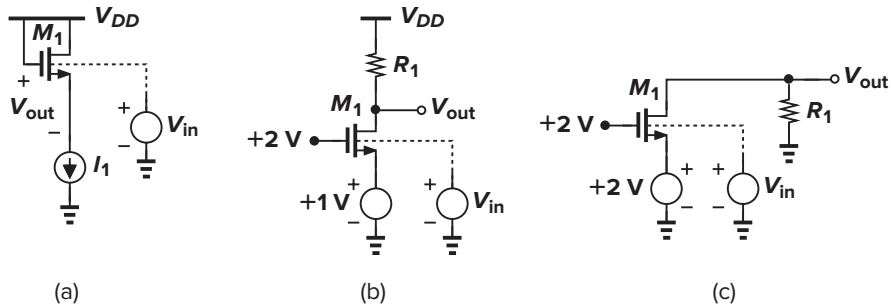 V_DD
M_1
+
V_out
−
+
−
V_in
I_1
(a)
V_DD
R_1
M_1
V_out
+2 V
+1 V
+
−
+
−
V_in
(b)
V_out
M_1
R_1
+2 V
+2 V
+
−
+
−
V_in
(c)